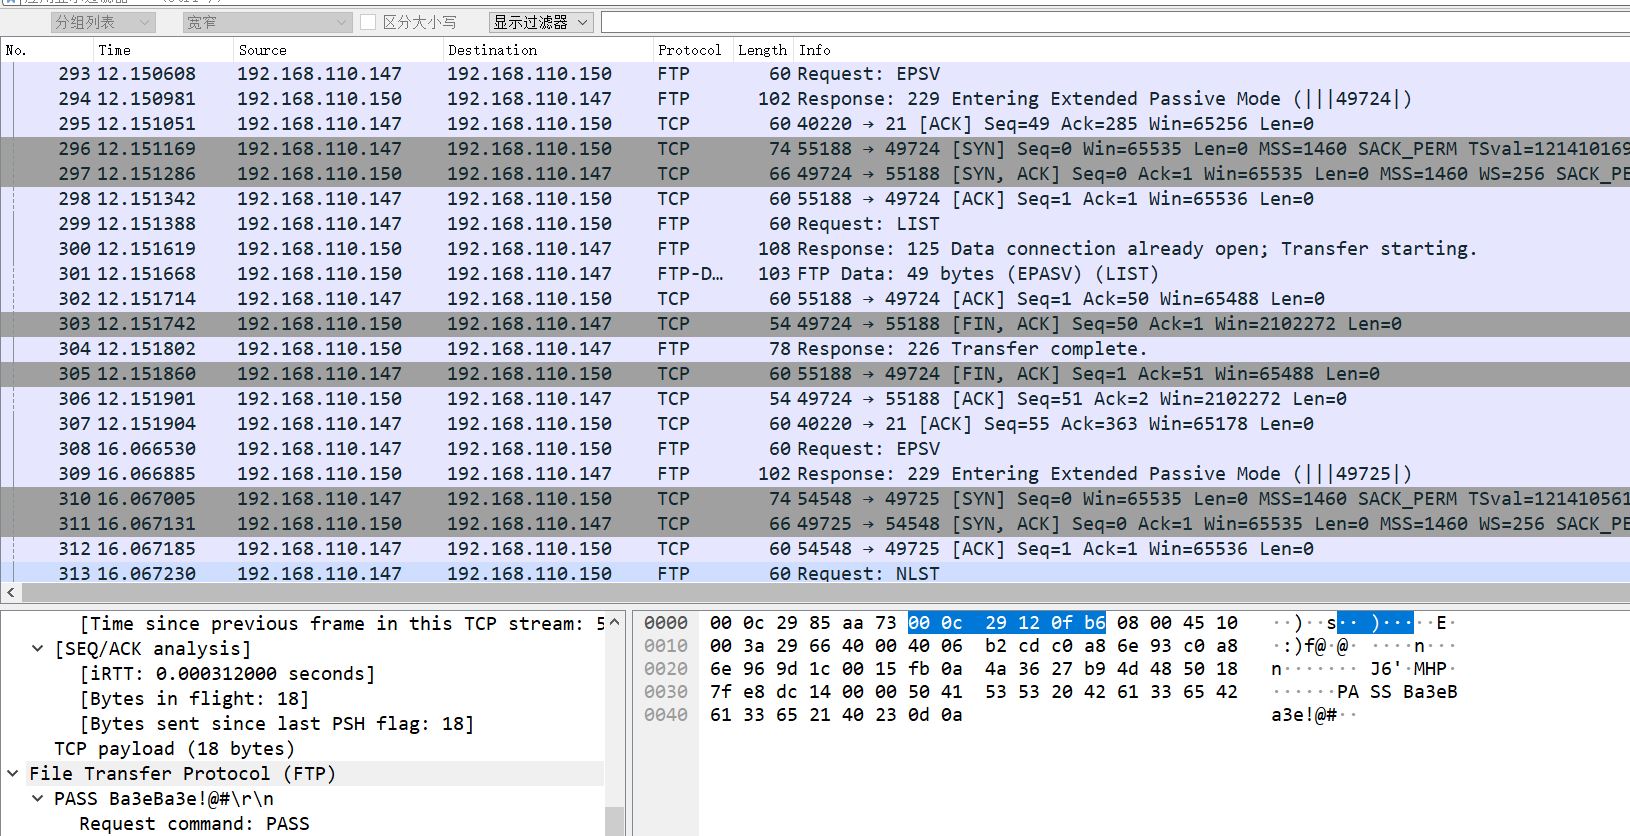 分组列表 宽窄 区分大小写 显示过滤器
No. Time Source Destination Protocol Length Info
293 12.150608 192.168.110.147 192.168.110.150 FTP 60 Request: EPSV
294 12.150981 192.168.110.150 192.168.110.147 FTP 102 Response: 229 Entering Extended Passive Mode (|||49724|)
295 12.151051 192.168.110.147 192.168.110.150 TCP 60 40220 → 21 [ACK] Seq=49 Ack=285 Win=65256 Len=0
296 12.151169 192.168.110.147 192.168.110.150 TCP 74 55188 → 49724 [SYN] Seq=0 Win=65535 Len=0 MSS=1460 SACK_PERM TSval=121410169
297 12.151286 192.168.110.150 192.168.110.147 TCP 66 49724 → 55188 [SYN, ACK] Seq=0 Ack=1 Win=65535 Len=0 MSS=1460 WS=256 SACK_PE
298 12.151342 192.168.110.147 192.168.110.150 TCP 60 55188 → 49724 [ACK] Seq=1 Ack=1 Win=65536 Len=0
299 12.151388 192.168.110.147 192.168.110.150 FTP 60 Request: LIST
300 12.151619 192.168.110.150 192.168.110.147 FTP 108 Response: 125 Data connection already open; Transfer starting.
301 12.151668 192.168.110.150 192.168.110.147 FTP-D… 103 FTP Data: 49 bytes (EPASV) (LIST)
302 12.151714 192.168.110.147 192.168.110.150 TCP 60 55188 → 49724 [ACK] Seq=1 Ack=50 Win=65488 Len=0
303 12.151742 192.168.110.150 192.168.110.147 TCP 54 49724 → 55188 [FIN, ACK] Seq=50 Ack=1 Win=2102272 Len=0
304 12.151802 192.168.110.150 192.168.110.147 FTP 78 Response: 226 Transfer complete.
305 12.151860 192.168.110.147 192.168.110.150 TCP 60 55188 → 49724 [FIN, ACK] Seq=1 Ack=51 Win=65488 Len=0
306 12.151901 192.168.110.150 192.168.110.147 TCP 54 49724 → 55188 [ACK] Seq=51 Ack=2 Win=2102272 Len=0
307 12.151904 192.168.110.147 192.168.110.150 TCP 60 40220 → 21 [ACK] Seq=55 Ack=363 Win=65178 Len=0
308 16.066530 192.168.110.147 192.168.110.150 FTP 60 Request: EPSV
309 16.066885 192.168.110.150 192.168.110.147 FTP 102 Response: 229 Entering Extended Passive Mode (|||49725|)
310 16.067005 192.168.110.147 192.168.110.150 TCP 74 54548 → 49725 [SYN] Seq=0 Win=65535 Len=0 MSS=1460 SACK_PERM TSval=121410561
311 16.067131 192.168.110.150 192.168.110.147 TCP 66 49725 → 54548 [SYN, ACK] Seq=0 Ack=1 Win=65535 Len=0 MSS=1460 WS=256 SACK_PE
312 16.067185 192.168.110.147 192.168.110.150 TCP 60 54548 → 49725 [ACK] Seq=1 Ack=1 Win=65536 Len=0
313 16.067230 192.168.110.147 192.168.110.150 FTP 60 Request: NLST
[Time since previous frame in this TCP stream: 5
[SEQ/ACK analysis]
[iRTT: 0.000312000 seconds]
[Bytes in flight: 18]
[Bytes sent since last PSH flag: 18]
TCP payload (18 bytes)
File Transfer Protocol (FTP)
PASS Ba3eBa3e!@#\r\n
Request command: PASS
0000 00 0c 29 85 aa 73 00 0c 29 12 0f b6 08 00 45 10 ··)··s·· )·····E·
0010 00 3a 29 66 40 00 40 06 b2 cd c0 a8 6e 93 c0 a8 ·:)f@·@· ····n···
0020 6e 96 9d 1c 00 15 fb 0a 4a 36 27 b9 4d 48 50 18 n······· J6'·MHP·
0030 7f e8 dc 14 00 00 50 41 53 53 20 42 61 33 65 42 ······PA SS Ba3eB
0040 61 33 65 21 40 23 0d 0a a3e!@#··